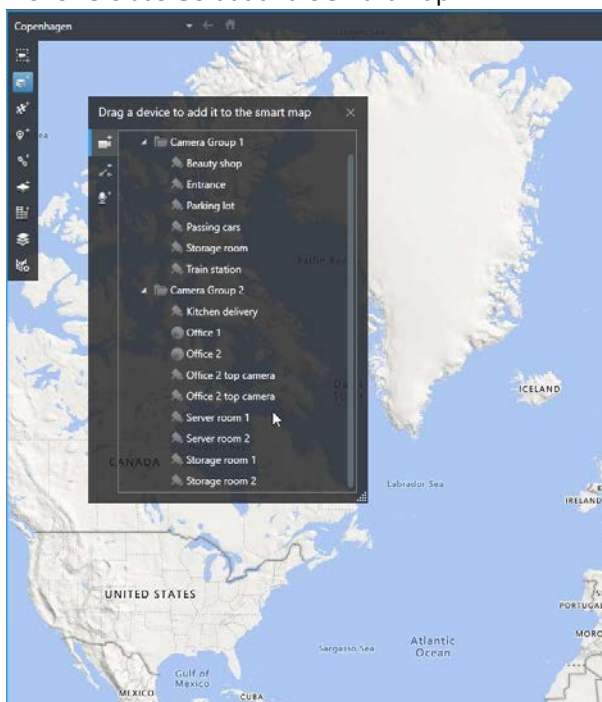 Copenhagen
Drag a device to add it to the smart map
Camera Group 1
Beauty shop
Entrance
Parking lot
Passing cars
Storage room
Train station
Camera Group 2
Kitchen delivery
Office 1
Office 2
Office 2 top camera
Office 2 top camera
Server room 1
Server room 2
Storage room 1
Storage room 2
ICELAND
CANADA
Labrador Sea
IRELAND
UNITED STATES
PORTUGAL
MORO
Sargasso Sea
Atlantic
Ocean
Gulf of
Mexico
MEXICO
CUBA